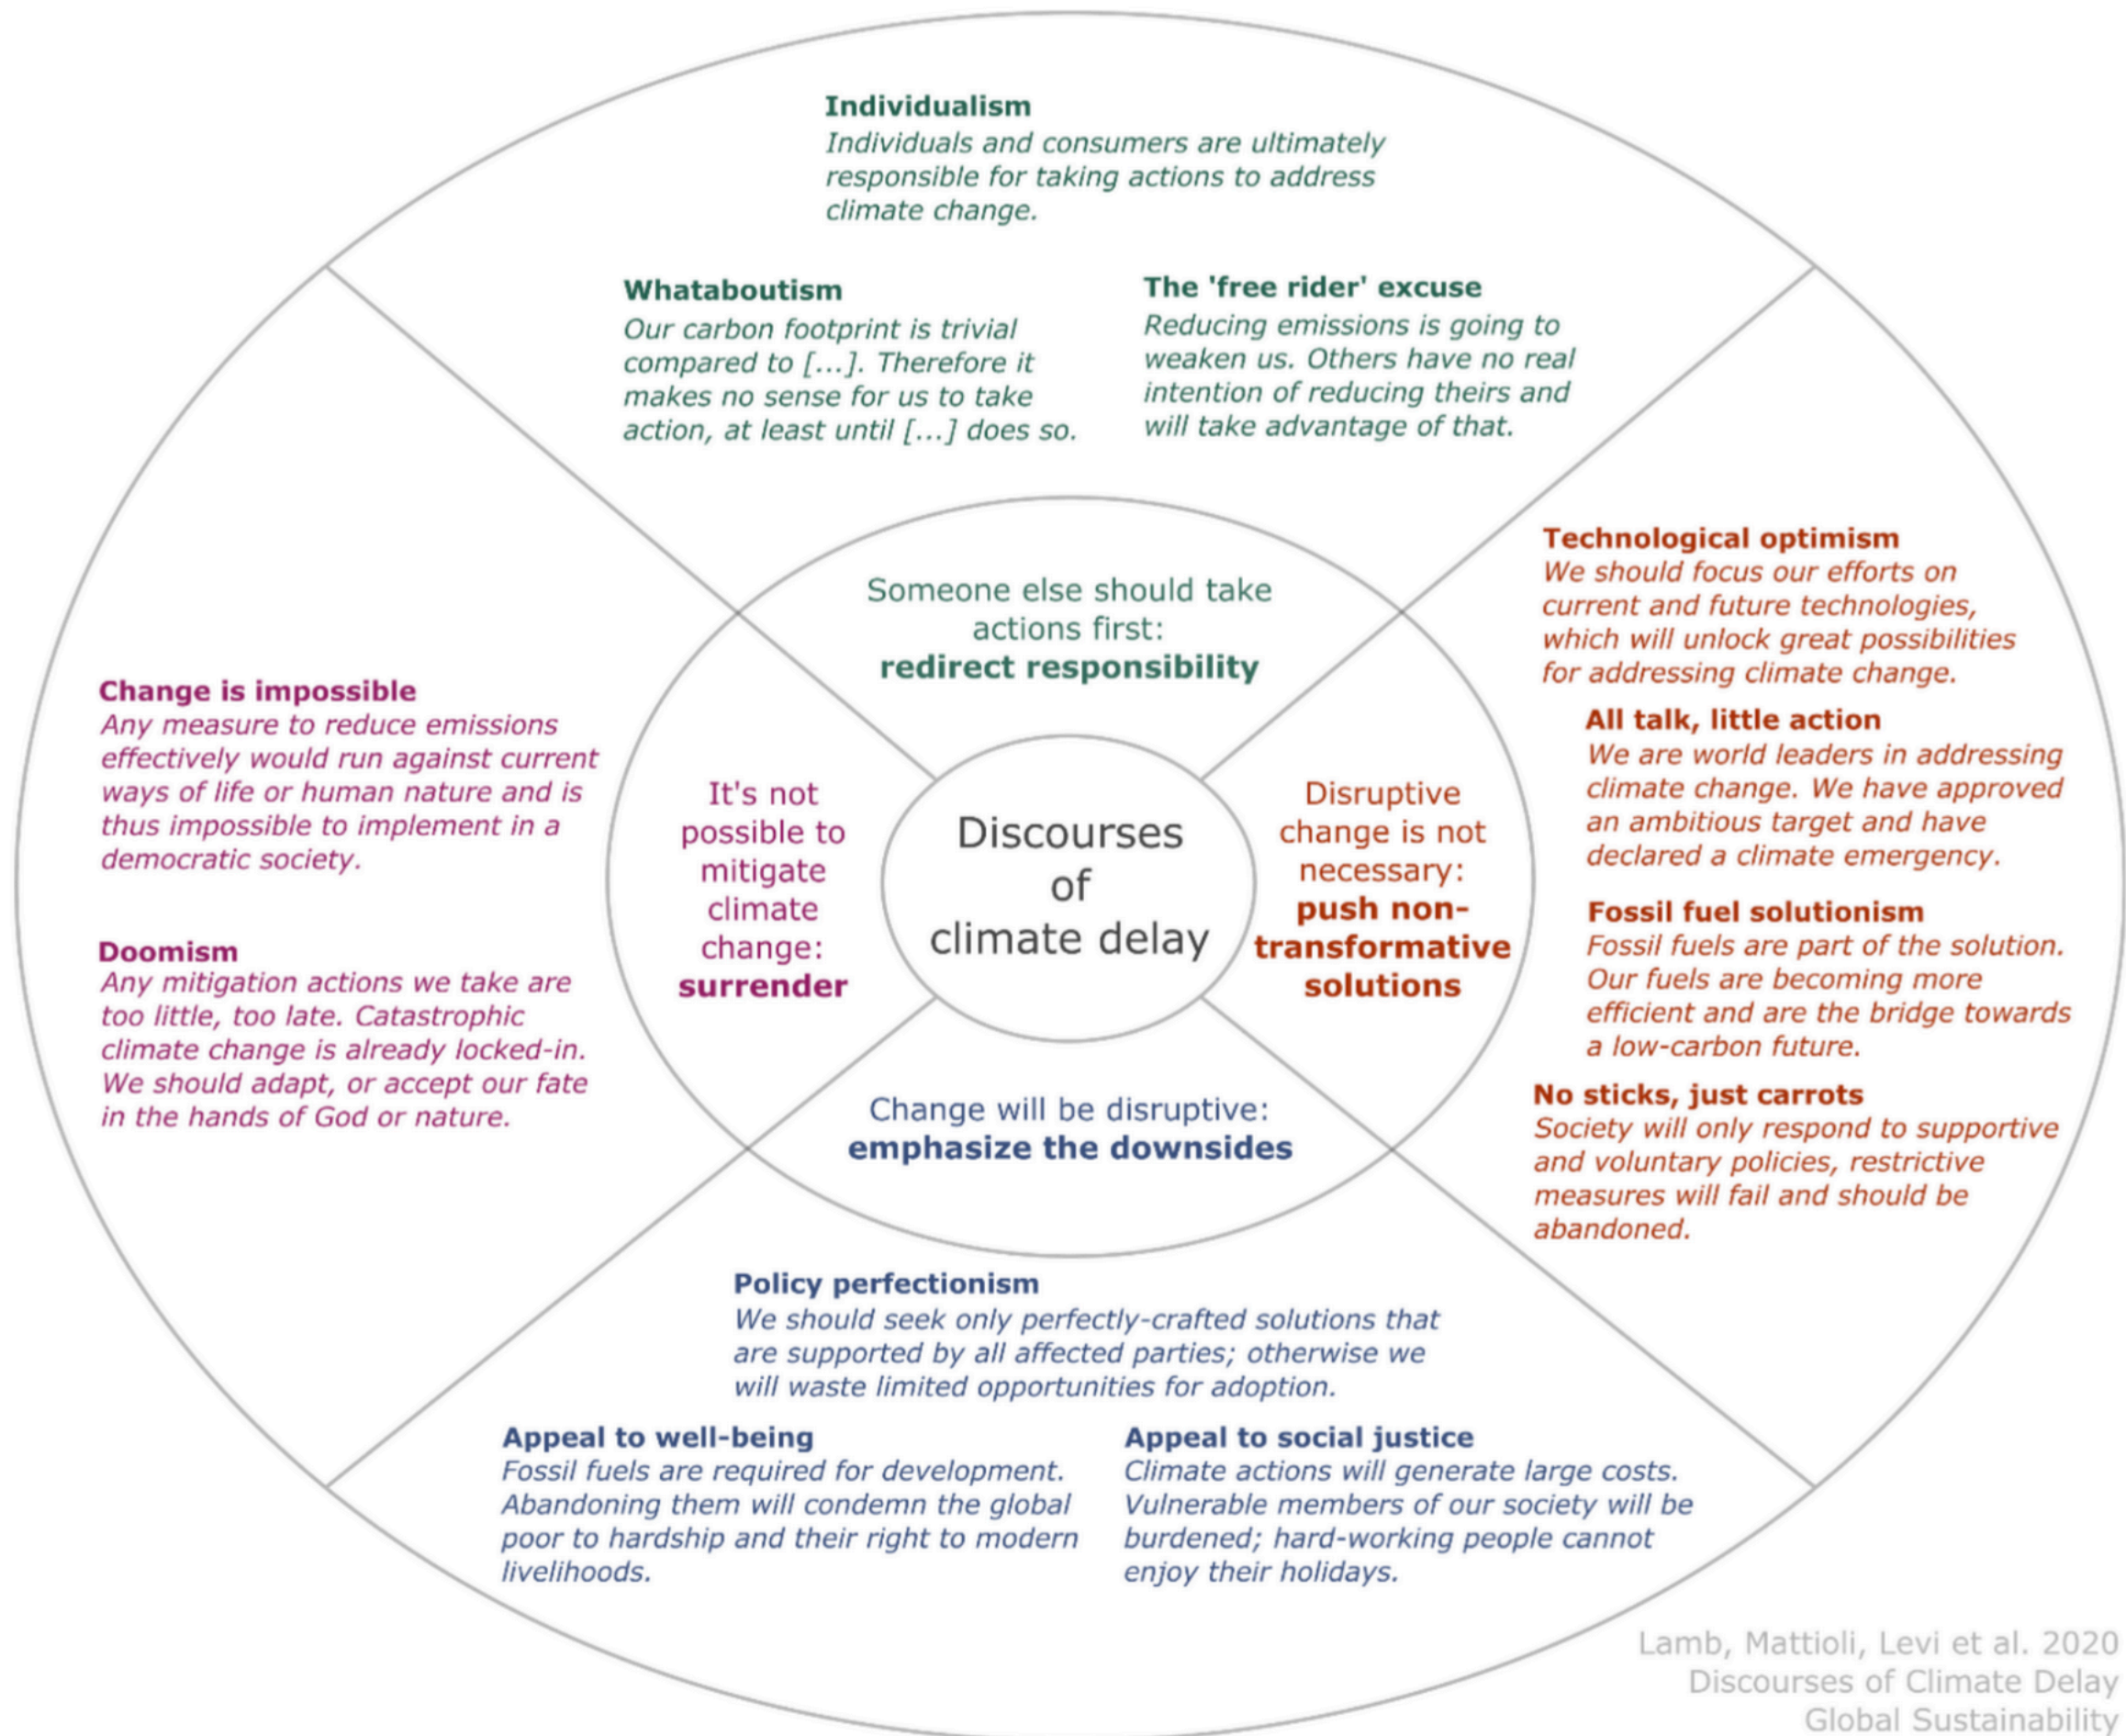 Individualism
Individuals and consumers are ultimately
responsible for taking actions to address
climate change.
Whataboutism
Our carbon footprint is trivial
compared to [...]. Therefore it
makes no sense for us to take
action, at least until [...] does so.
The 'free rider' excuse
Reducing emissions is going to
weaken us. Others have no real
intention of reducing theirs and
will take advantage of that.
Someone else should take
actions first:
redirect responsibility
Technological optimism
We should focus our efforts on
current and future technologies,
which will unlock great possibilities
for addressing climate change.
All talk, little action
We are world leaders in addressing
climate change. We have approved
an ambitious target and have
declared a climate emergency.
Fossil fuel solutionism
Fossil fuels are part of the solution.
Our fuels are becoming more
efficient and are the bridge towards
a low-carbon future.
No sticks, just carrots
Society will only respond to supportive
and voluntary policies, restrictive
measures will fail and should be
abandoned.
Change is impossible
Any measure to reduce emissions
effectively would run against current
ways of life or human nature and is
thus impossible to implement in a
democratic society.
Doomism
Any mitigation actions we take are
too little, too late. Catastrophic
climate change is already locked-in.
We should adapt, or accept our fate
in the hands of God or nature.
It's not
possible to
mitigate
climate
change:
surrender
Discourses
of
climate delay
Disruptive
change is not
necessary:
push non-
transformative
solutions
Change will be disruptive:
emphasize the downsides
Policy perfectionism
We should seek only perfectly-crafted solutions that
are supported by all affected parties; otherwise we
will waste limited opportunities for adoption.
Appeal to well-being
Fossil fuels are required for development.
Abandoning them will condemn the global
poor to hardship and their right to modern
livelihoods.
Appeal to social justice
Climate actions will generate large costs.
Vulnerable members of our society will be
burdened; hard-working people cannot
enjoy their holidays.
Lamb, Mattioli, Levi et al. 2020
Discourses of Climate Delay
Global Sustainability